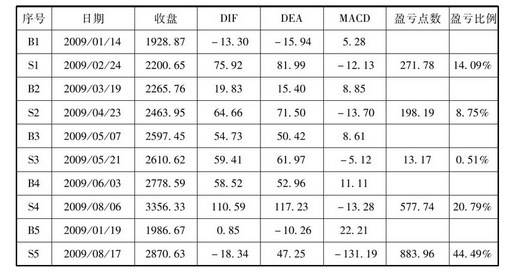 序号 日期 收盘 DIF DEA MACD 盈亏点数 盈亏比例
B1 2009/01/14 1928.87 -13.30 -15.94 5.28
S1 2009/02/24 2200.65 75.92 81.99 -12.13 271.78 14.09%
B2 2009/03/19 2265.76 19.83 15.40 8.85
S2 2009/04/23 2463.95 64.66 71.50 -13.70 198.19 8.75%
B3 2009/05/07 2597.45 54.73 50.42 8.61
S3 2009/05/21 2610.62 59.41 61.97 -5.12 13.17 0.51%
B4 2009/06/03 2778.59 58.52 52.96 11.11
S4 2009/08/06 3356.33 110.59 117.23 -13.28 577.74 20.79%
B5 2009/01/19 1986.67 0.85 -10.26 22.21
S5 2009/08/17 2870.63 -18.34 47.25 -131.19 883.96 44.49%